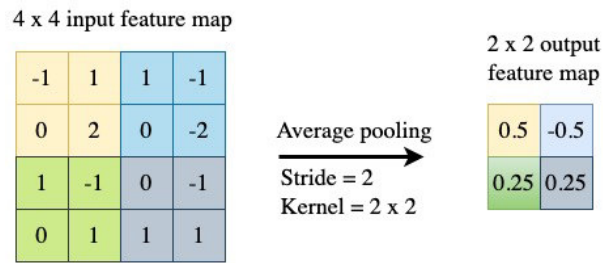 4 x 4 input feature map
-1 1 1 -1
0 2 0 -2
1 -1 0 -1
0 1 1 1
Average pooling
Stride = 2
Kernel = 2 x 2
2 x 2 output
feature map
0.5 -0.5
0.25 0.25